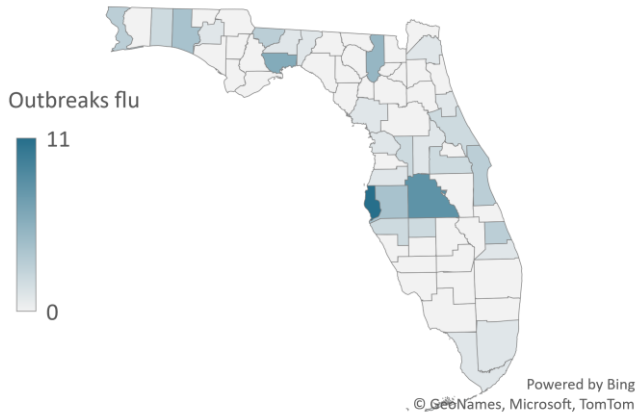 Outbreaks flu
11
0
Powered by Bing
© GeoNames, Microsoft, TomTom